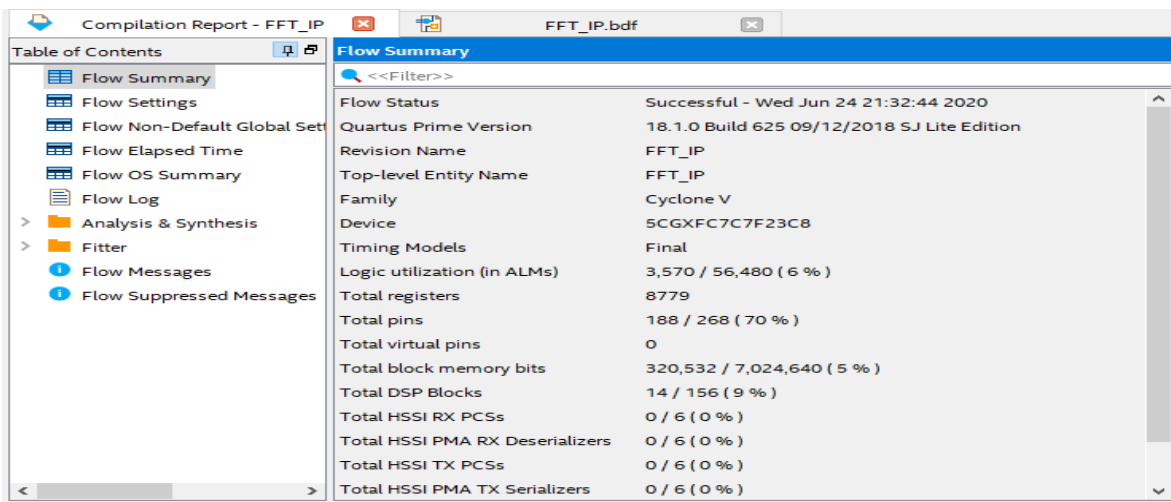 Compilation Report - FFT_IP
FFT_IP.bdf
Table of Contents
Flow Summary
Flow Settings
Flow Non-Default Global Sett
Flow Elapsed Time
Flow OS Summary
Flow Log
Analysis & Synthesis
Fitter
Flow Messages
Flow Suppressed Messages
Flow Summary
<<Filter>>
Flow Status Successful - Wed Jun 24 21:32:44 2020
Quartus Prime Version 18.1.0 Build 625 09/12/2018 SJ Lite Edition
Revision Name FFT_IP
Top-level Entity Name FFT_IP
Family Cyclone V
Device 5CGXFC7C7F23C8
Timing Models Final
Logic utilization (in ALMs) 3,570 / 56,480 ( 6 % )
Total registers 8779
Total pins 188 / 268 ( 70 % )
Total virtual pins 0
Total block memory bits 320,532 / 7,024,640 ( 5 % )
Total DSP Blocks 14 / 156 ( 9 % )
Total HSSI RX PCSs 0 / 6 ( 0 % )
Total HSSI PMA RX Deserializers 0 / 6 ( 0 % )
Total HSSI TX PCSs 0 / 6 ( 0 % )
Total HSSI PMA TX Serializers 0 / 6 ( 0 % )